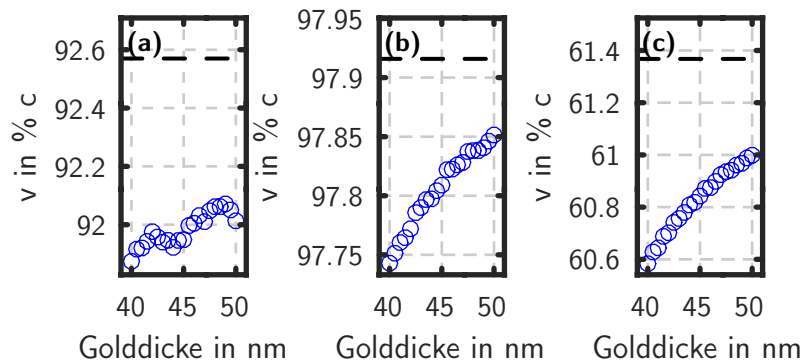 (a)
v in % c
92.6
92.4
92.2
92
40
45
50
Golddicke in nm
(b)
v in % c
97.95
97.9
97.85
97.8
97.75
40
45
50
Golddicke in nm
(c)
v in % c
61.4
61.2
61
60.8
60.6
40
45
50
Golddicke in nm